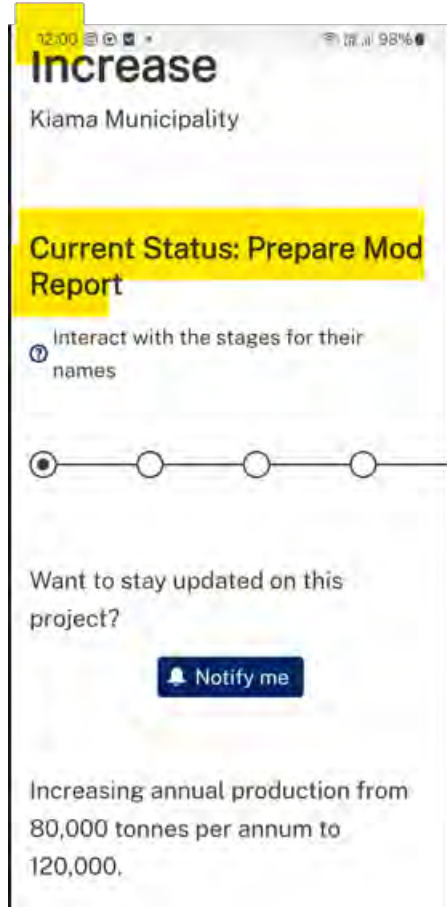 12:00 98%
Increase
Kiama Municipality
Current Status: Prepare Mod
Report
Interact with the stages for their
names
Want to stay updated on this
project?
Notify me
Increasing annual production from
80,000 tonnes per annum to
120,000.